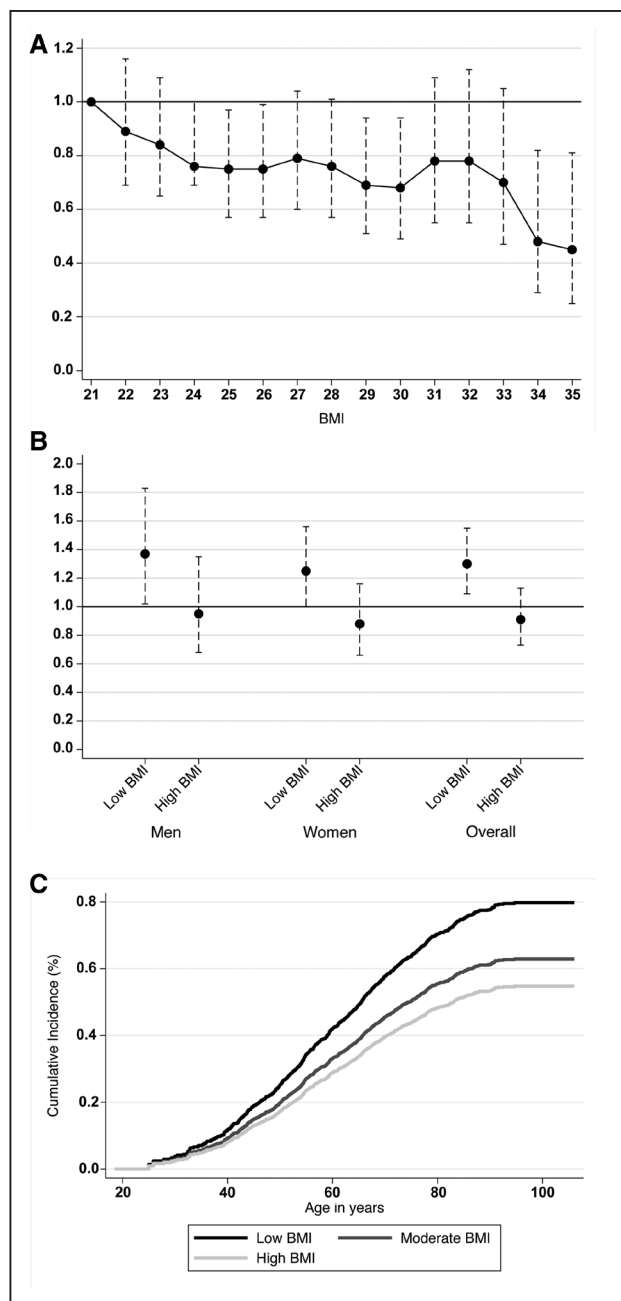 A
1.2
1.0
0.8
0.6
0.4
0.2
0.0
21 22 23 24 25 26 27 28 29 30 31 32 33 34 35
BMI
B
2.0
1.8
1.6
1.4
1.2
1.0
0.8
0.6
0.4
0.2
0.0
Low BMI High BMI Low BMI High BMI Low BMI High BMI
Men Women Overall
C
Cumulative Incidence (%)
0.8
0.6
0.4
0.2
0.0
20 40 60 80 100
Age in years
Low BMI Moderate BMI
High BMI